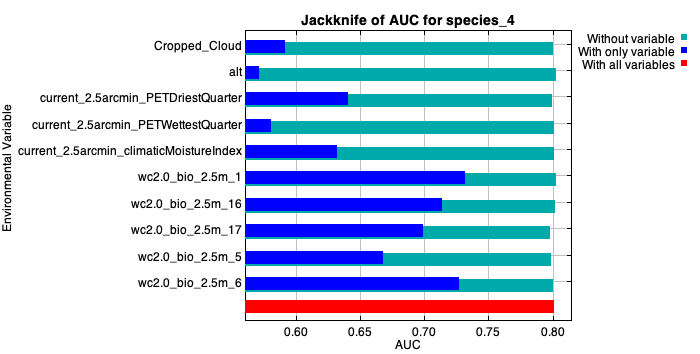 Jackknife of AUC for species_4
Without variable
With only variable
With all variables
Environmental Variable
Cropped_Cloud
alt
current_2.5arcmin_PETDriestQuarter
current_2.5arcmin_PETWettestQuarter
current_2.5arcmin_climaticMoistureIndex
wc2.0_bio_2.5m_1
wc2.0_bio_2.5m_16
wc2.0_bio_2.5m_17
wc2.0_bio_2.5m_5
wc2.0_bio_2.5m_6
0.60 0.65 0.70 0.75 0.80
AUC